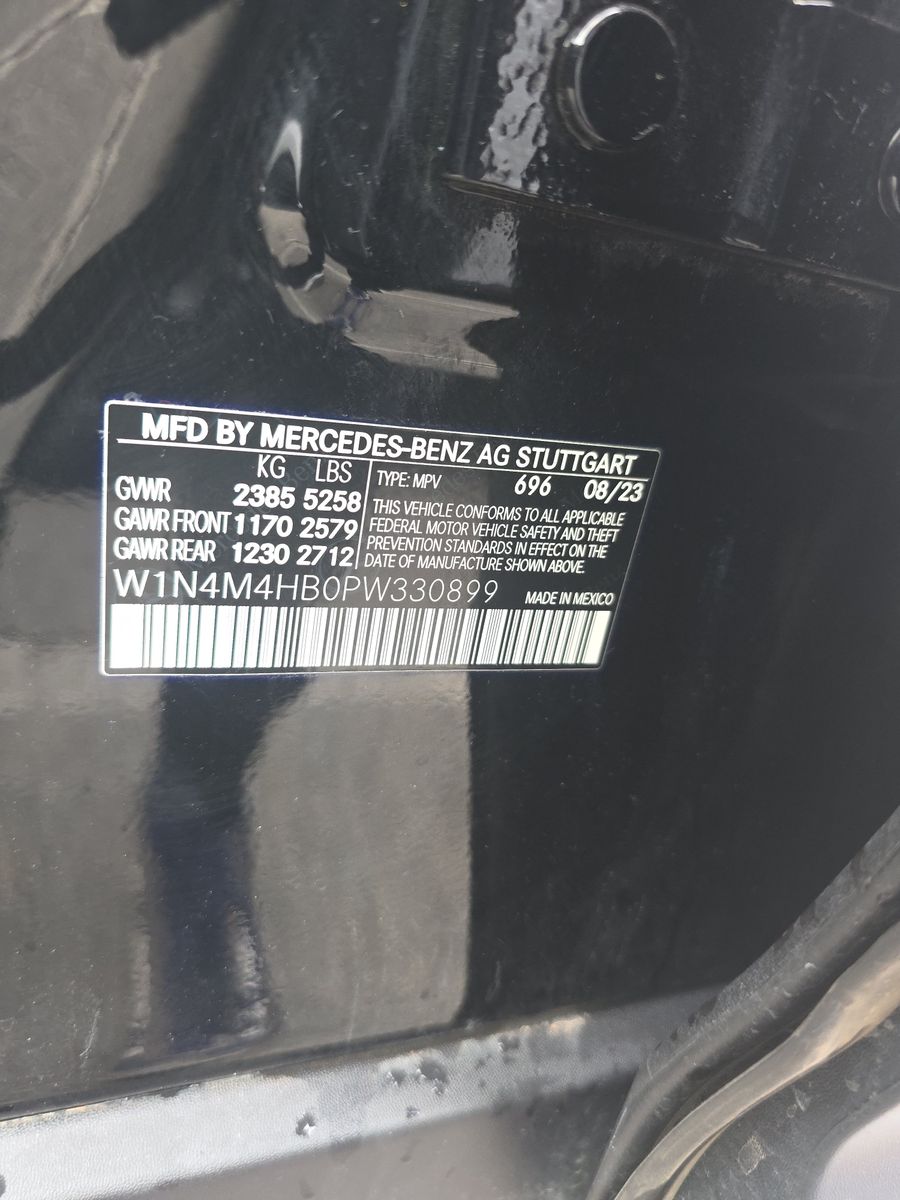 MFD BY MERCEDES-BENZ AG STUTTGART
KG LBS
GVWR 2385 5258
GAWR FRONT 1170 2579
GAWR REAR 1230 2712
TYPE: MPV 696 08/23
THIS VEHICLE CONFORMS TO ALL APPLICABLE
FEDERAL MOTOR VEHICLE SAFETY AND THEFT
PREVENTION STANDARDS IN EFFECT ON THE
DATE OF MANUFACTURE SHOWN ABOVE.
W1N4M4HB0PW330899 MADE IN MEXICO